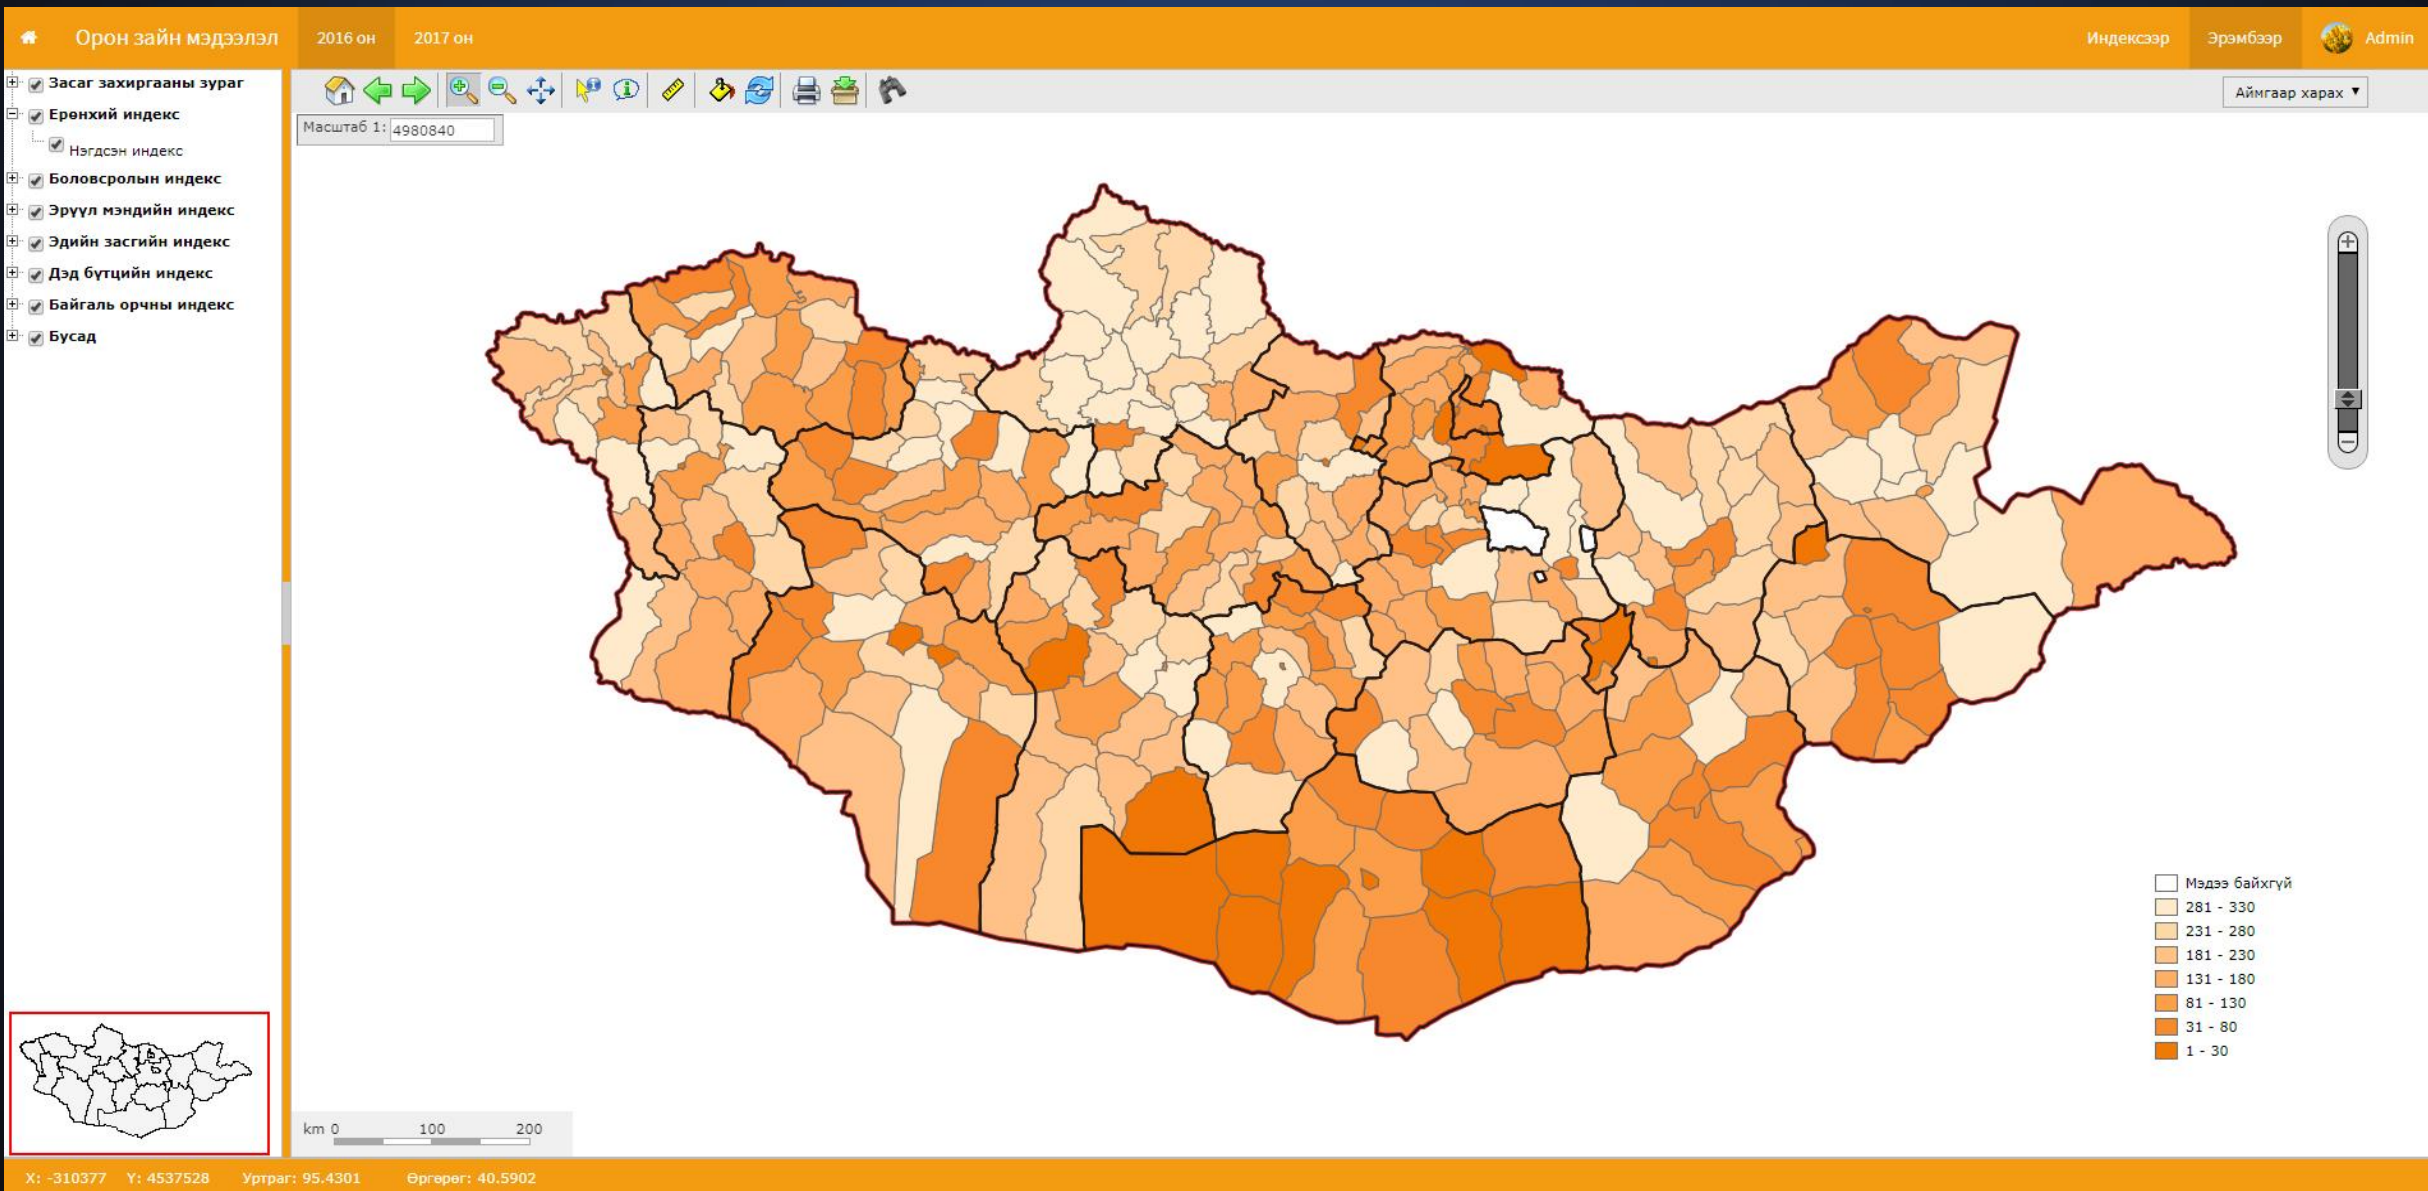 Орон зайн мэдээлэл 2016 он 2017 он Индексээр Эрэмбээр Admin
Засаг захиргааны зураг
Ерөнхий индекс
Нэгдсэн индекс
Боловсролын индекс
Эрүүл мэндийн индекс
Эдийн засгийн индекс
Дэд бүтцийн индекс
Байгаль орчны индекс
Бусад
Аймгаар харах
Масштаб 1: 4980840
Мэдээ байхгүй
281 - 330
231 - 280
181 - 230
131 - 180
81 - 130
31 - 80
1 - 30
km 0 100 200
X: -310377 Y: 4537528 Уртраг: 95.4301 Өргөрөг: 40.5902